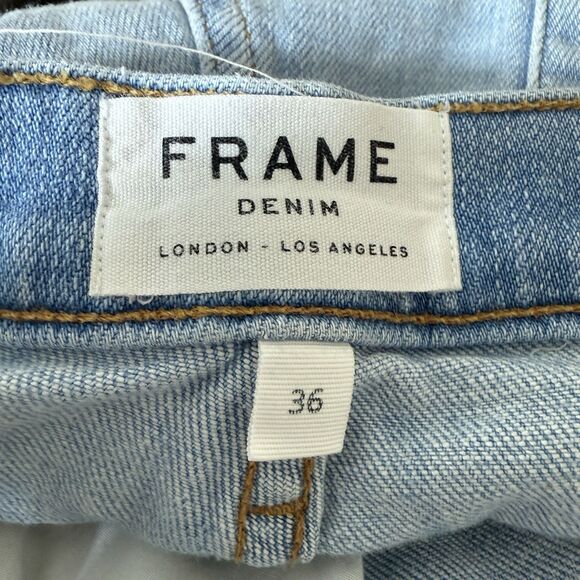 FRAME
DENIM
LONDON - LOS ANGELES
36